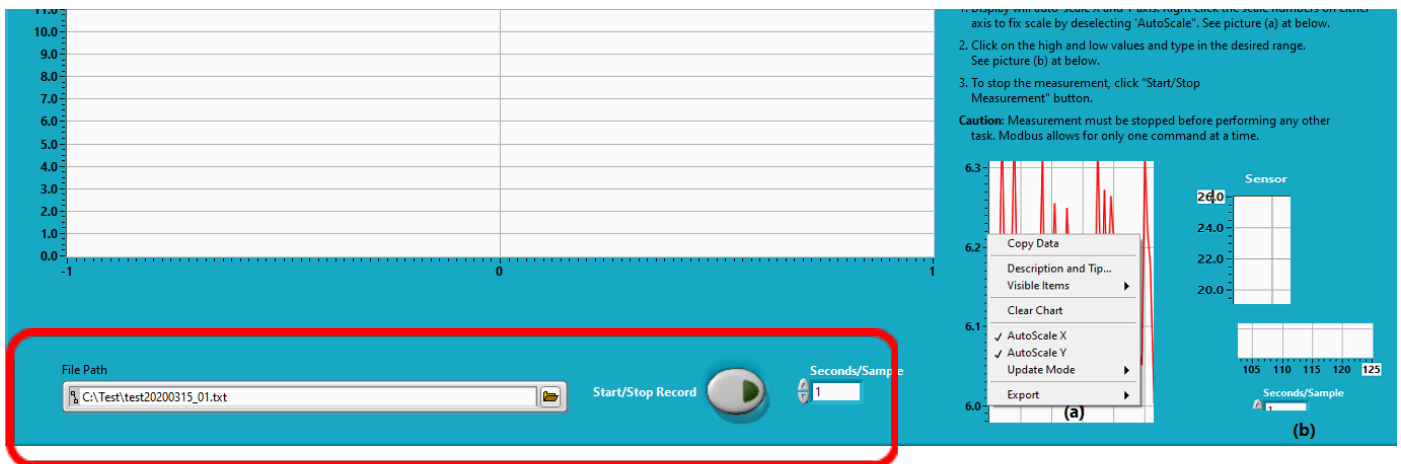 11.0
10.0
9.0
8.0
7.0
6.0
5.0
4.0
3.0
2.0
1.0
0.0
-1
0
1
File Path
C:\Test\test20200315_01.txt
Start/Stop Record
Seconds/Sample
1
axis to fix scale by deselecting 'AutoScale". See picture (a) at below.
2. Click on the high and low values and type in the desired range.
See picture (b) at below.
3. To stop the measurement, click "Start/Stop
Measurement" button.
Caution: Measurement must be stopped before performing any other
task. Modbus allows for only one command at a time.
6.3
6.2
6.1
6.0
Copy Data
Description and Tip...
Visible Items
Clear Chart
AutoScale X
AutoScale Y
Update Mode
Export
(a)
Sensor
26.0
24.0
22.0
20.0
105 110 115 120 125
Seconds/Sample
1
(b)